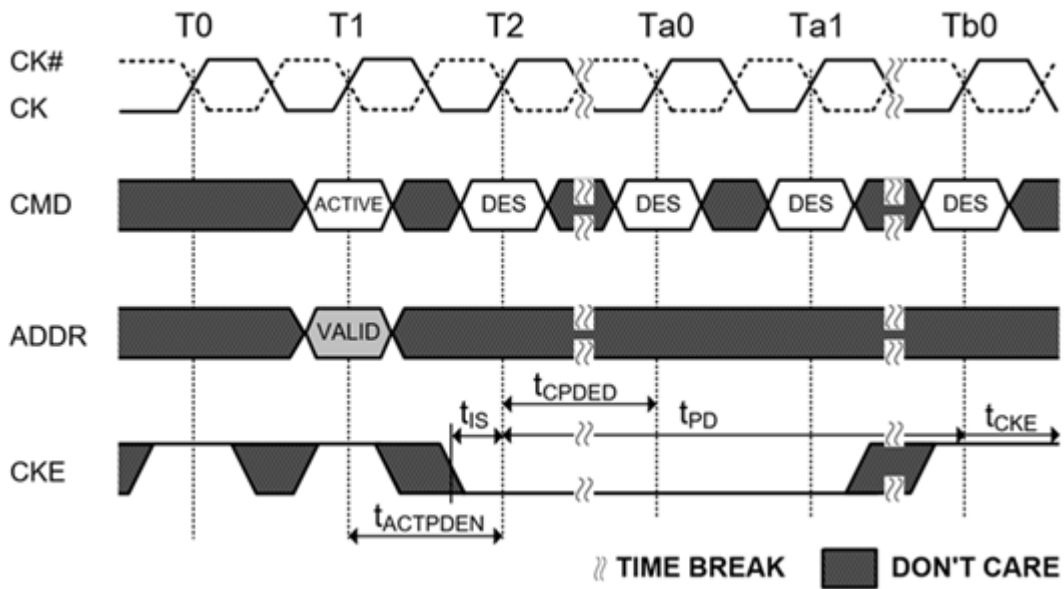 T0 T1 T2 Ta0 Ta1 Tb0
CK#
CK
CMD ACTIVE DES DES DES DES
ADDR VALID
tCPDED
tIS tPD tCKE
CKE
tACTPDEN
TIME BREAK DON'T CARE